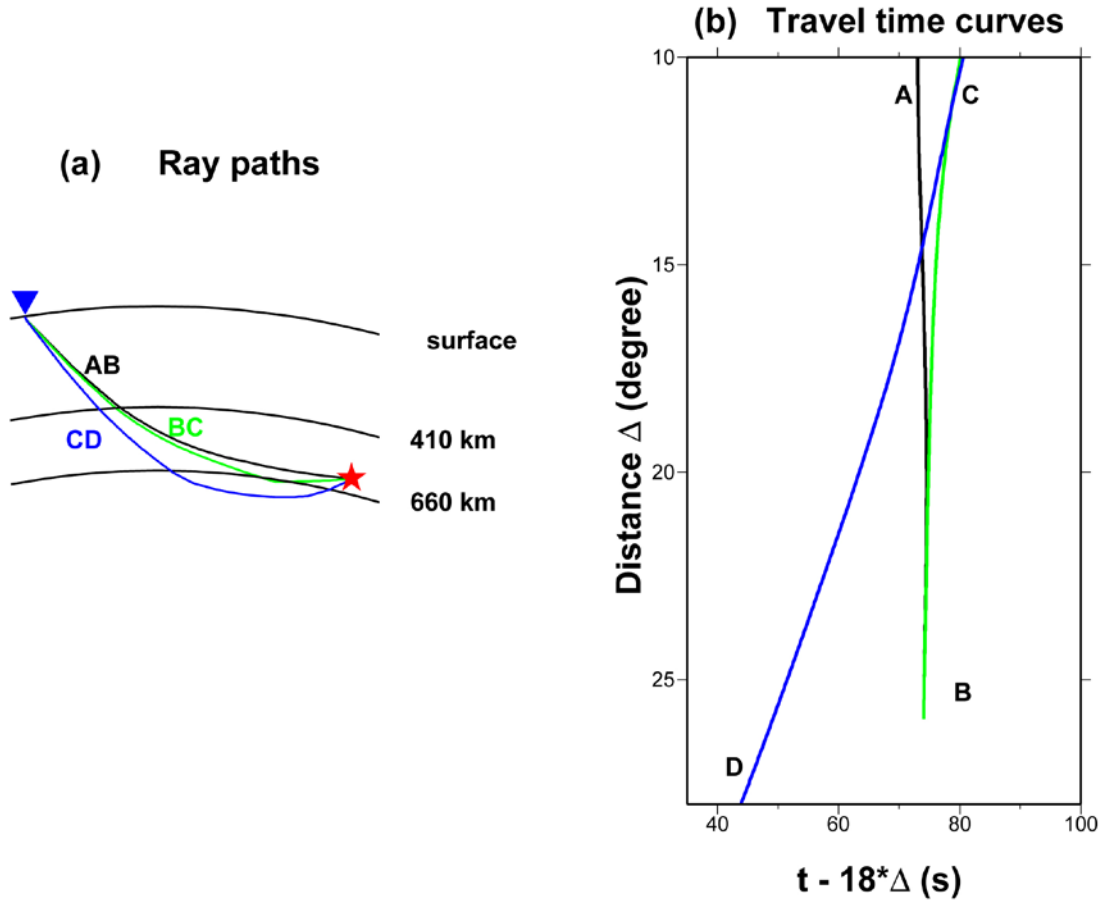 (a) Ray paths
surface
AB
BC
CD
410 km
660 km
(b) Travel time curves
10
15
20
25
Distance Δ (degree)
A
C
B
D
40
60
80
100
t - 18*Δ (s)